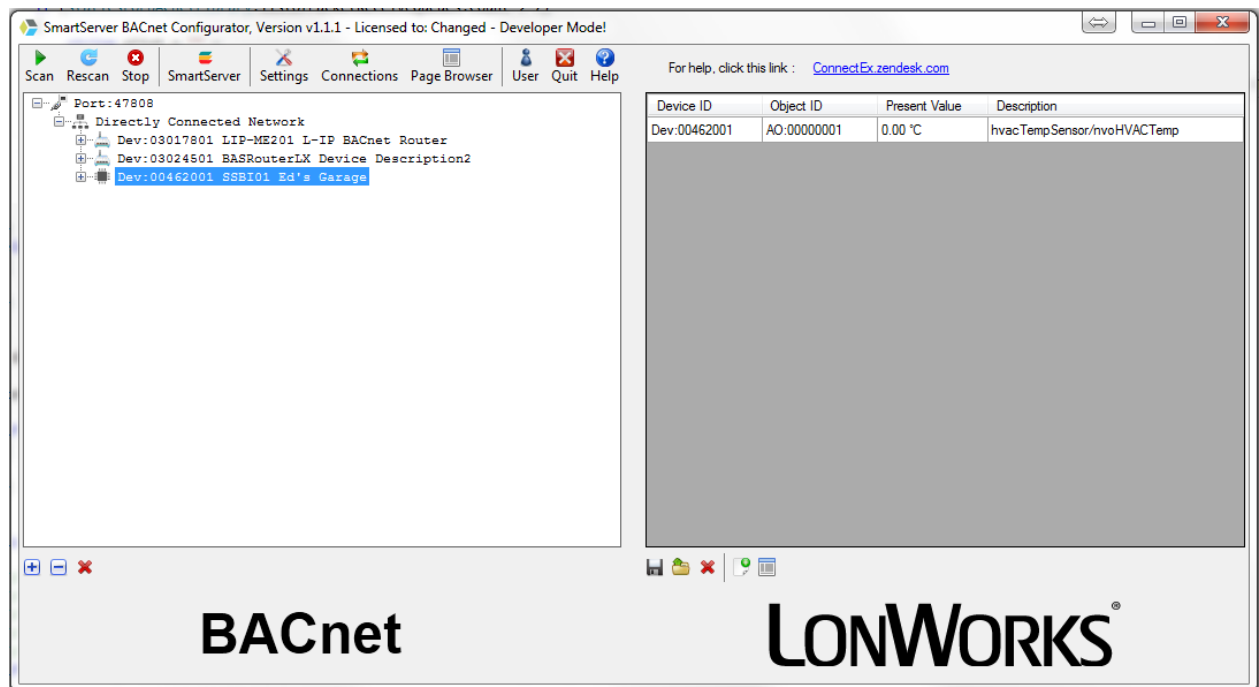 SmartServer BACnet Configurator, Version v1.1.1 - Licensed to: Changed - Developer Mode!
Scan Rescan Stop SmartServer Settings Connections Page Browser User Quit Help
For help, click this link : ConnectEx.zendesk.com
Port:47808
Directly Connected Network
Dev:03017801 LIP-ME201 L-IP BACnet Router
Dev:03024501 BASRouterLX Device Description2
Dev:00462001 SSBI01 Ed's Garage
Device ID Object ID Present Value Description
Dev:00462001 AO:00000001 0.00 °C hvacTempSensor/nvoHVACTemp
BACnet
LONWORKS®